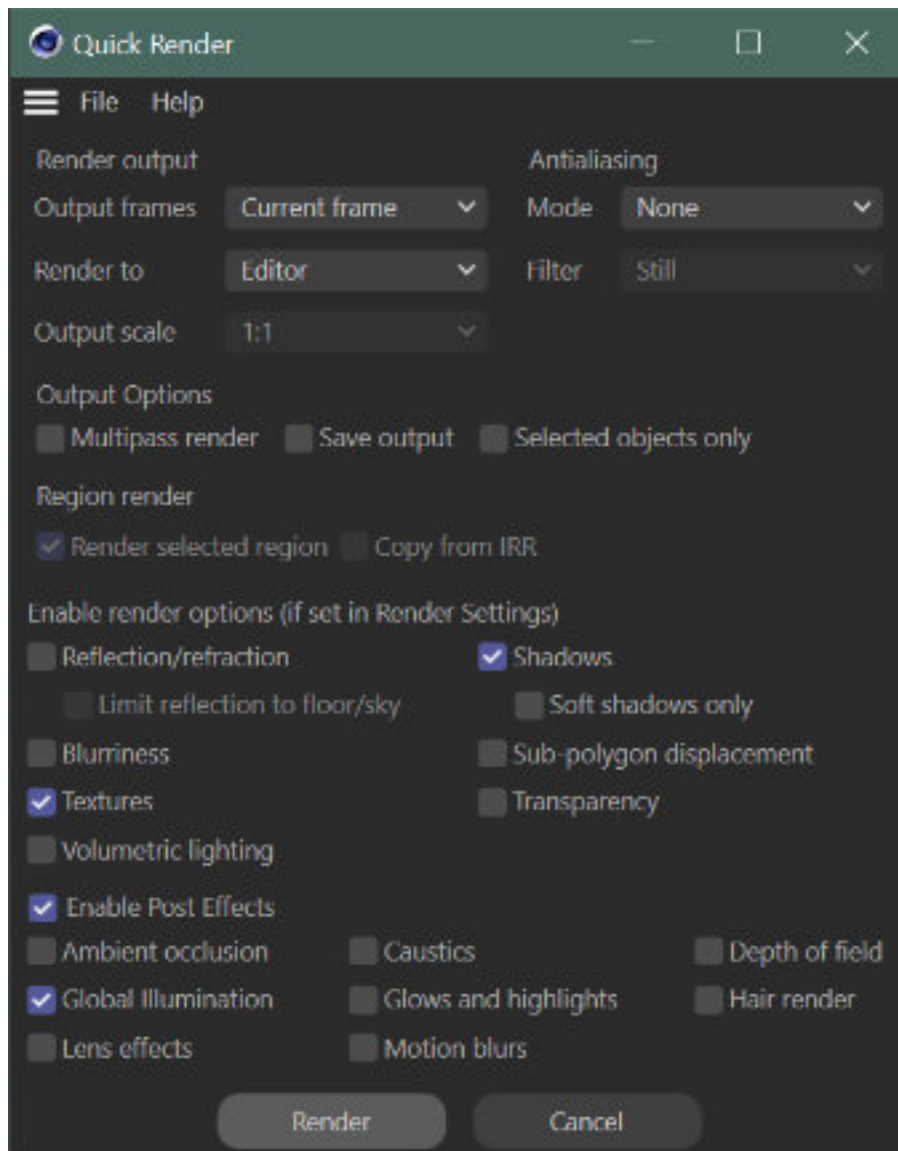 Quick Render
File Help
Render output Antialiasing
Output frames Current frame Mode None
Render to Editor Filter Still
Output scale 1:1
Output Options
Multipass render Save output Selected objects only
Region render
Render selected region Copy from IRR
Enable render options (if set in Render Settings)
Reflection/refraction Shadows
Limit reflection to floor/sky Soft shadows only
Blurriness Sub-polygon displacement
Textures Transparency
Volumetric lighting
Enable Post Effects
Ambient occlusion Caustics Depth of field
Global Illumination Glows and highlights Hair render
Lens effects Motion blurs
Render Cancel